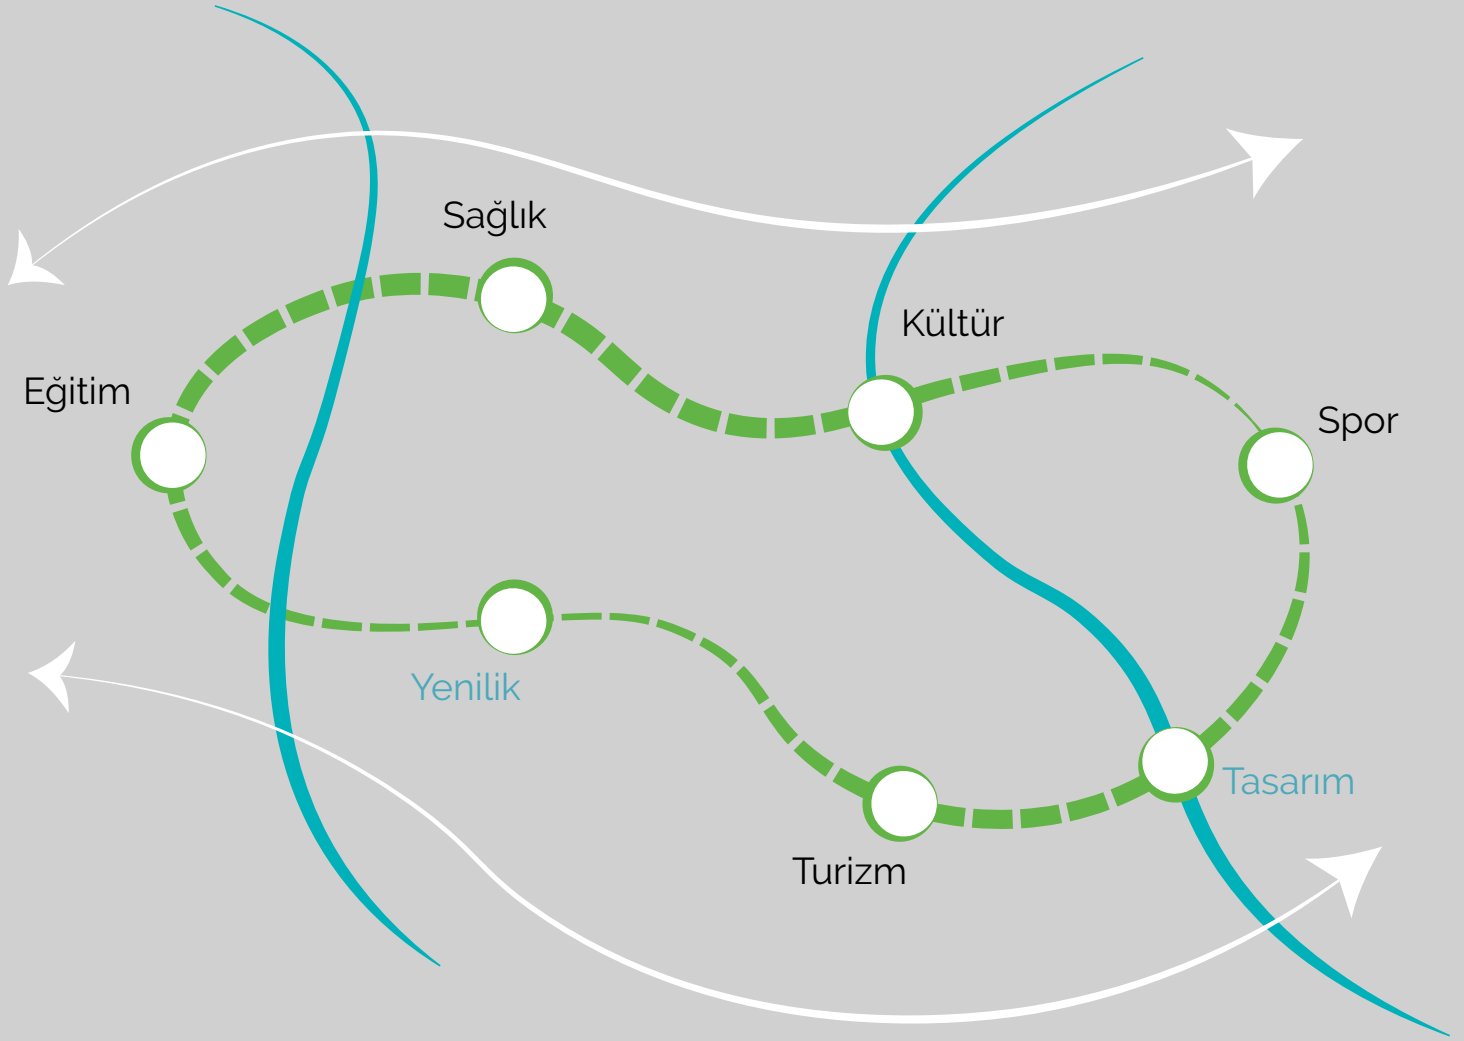 Sağlık
Kültür
Eğitim
Spor
Yenilik
Tasarım
Turizm